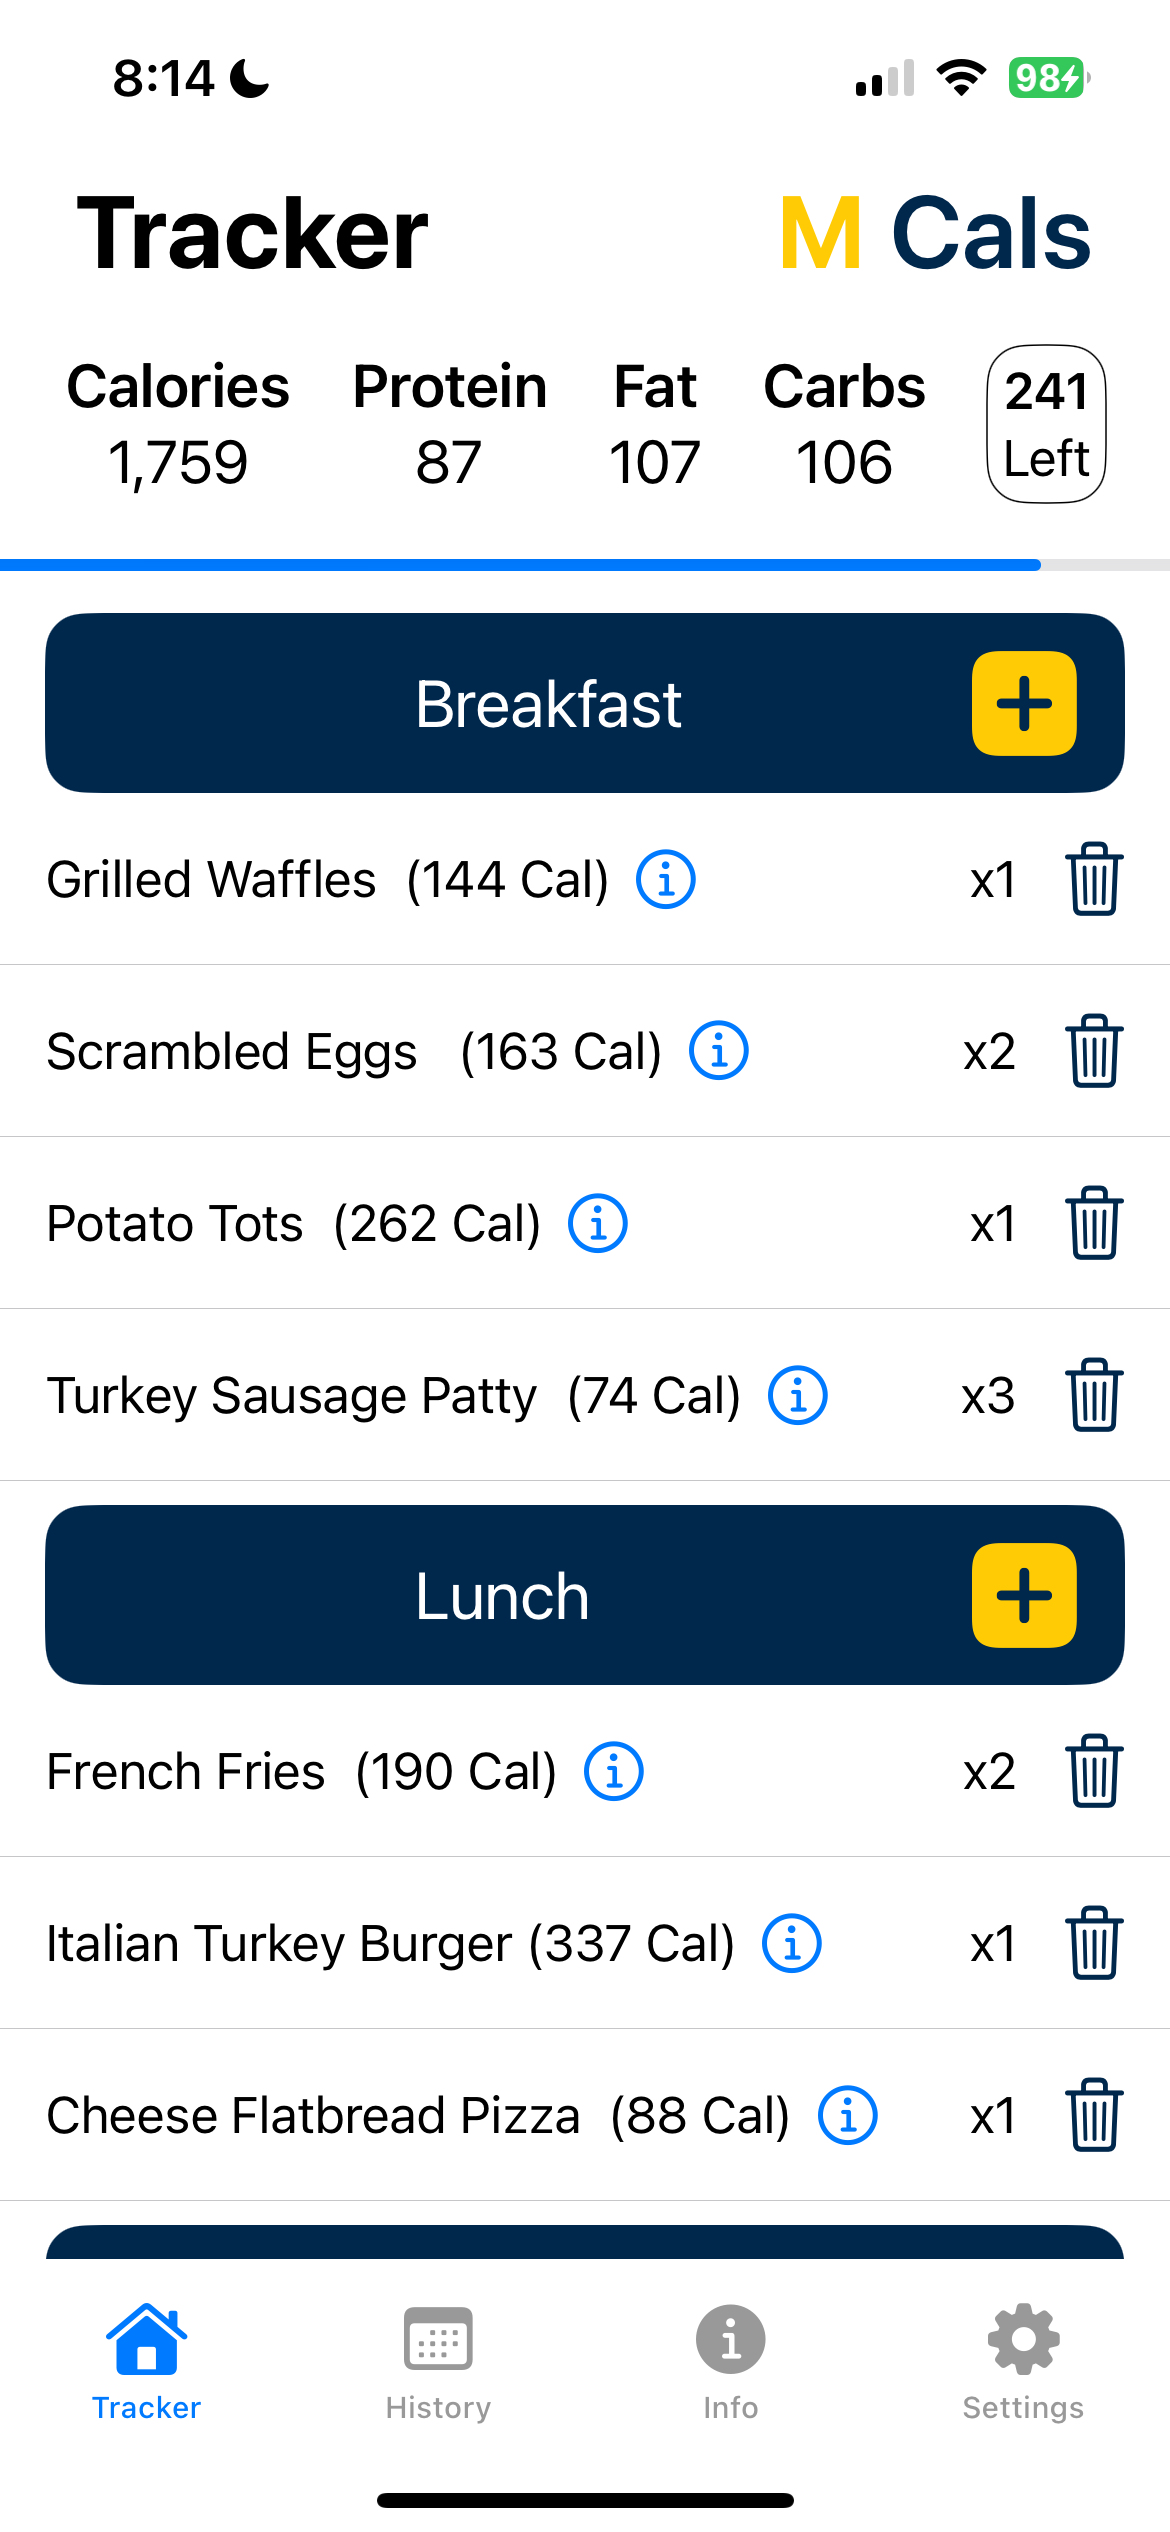 8:14 98
Tracker M Cals
Calories Protein Fat Carbs 241
1,759 87 107 106 Left
Breakfast
Grilled Waffles (144 Cal) x1
Scrambled Eggs (163 Cal) x2
Potato Tots (262 Cal) x1
Turkey Sausage Patty (74 Cal) x3
Lunch
French Fries (190 Cal) x2
Italian Turkey Burger (337 Cal) x1
Cheese Flatbread Pizza (88 Cal) x1
Tracker History Info Settings